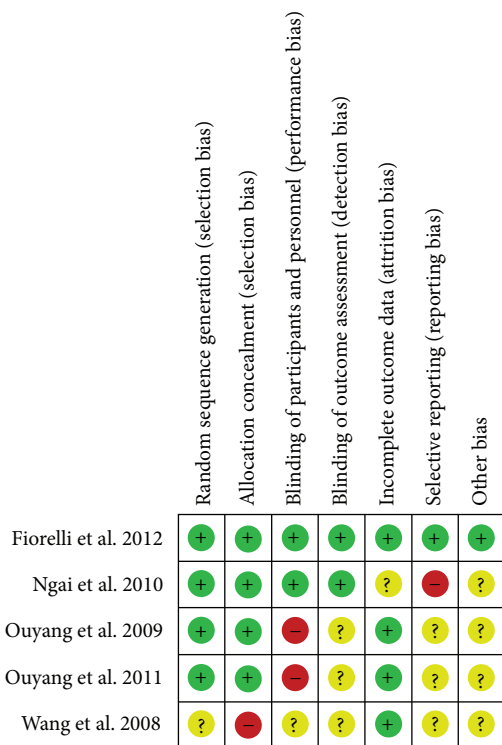 Random sequence generation (selection bias)
Allocation concealment (selection bias)
Blinding of participants and personnel (performance bias)
Blinding of outcome assessment (detection bias)
Incomplete outcome data (attrition bias)
Selective reporting (reporting bias)
Other bias
Fiorelli et al. 2012 + + + + + + +
Ngai et al. 2010 + + + + ? − ?
Ouyang et al. 2009 + + − ? + ? ?
Ouyang et al. 2011 + + − ? + ? ?
Wang et al. 2008 ? − ? ? + ? ?